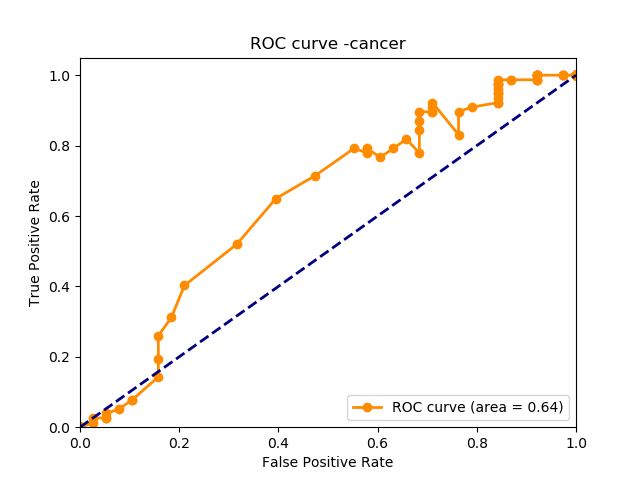 ROC curve -cancer
1.0
0.8
0.6
0.4
0.2
0.0
True Positive Rate
ROC curve (area = 0.64)
0.0 0.2 0.4 0.6 0.8 1.0
False Positive Rate